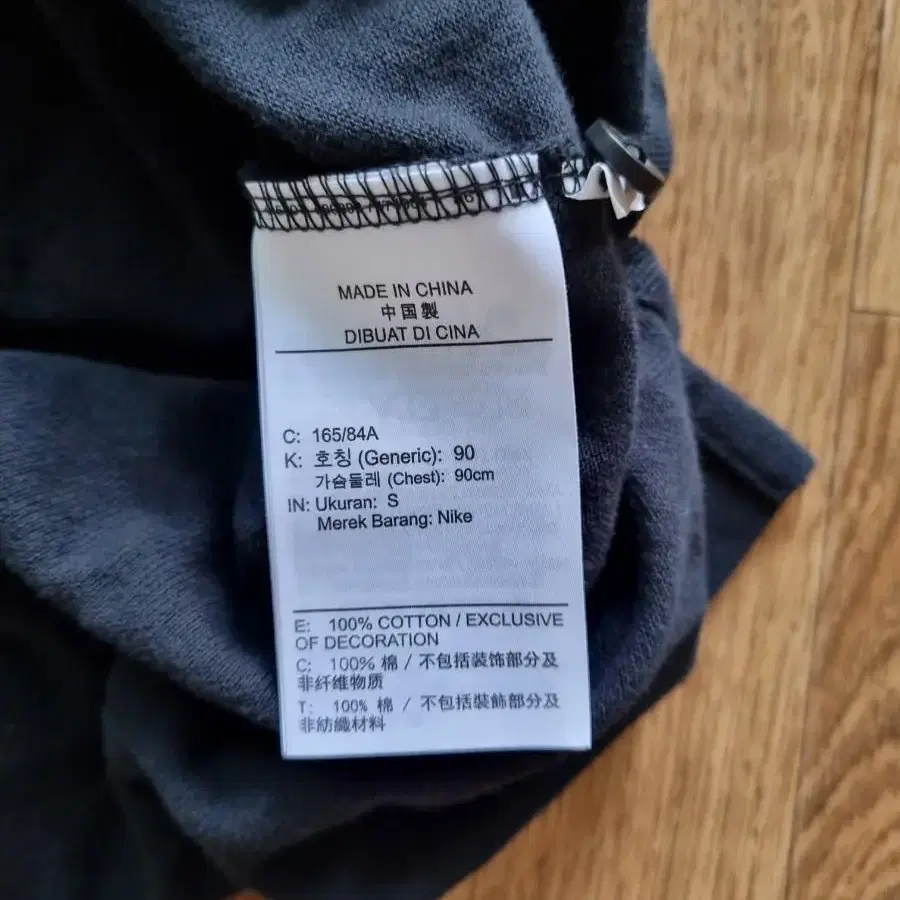 MADE IN CHINA
中国製
DIBUAT DI CINA
C: 165/84A
K: 호칭 (Generic): 90
가슴둘레 (Chest): 90cm
IN: Ukuran: S
Merek Barang: Nike
E: 100% COTTON / EXCLUSIVE
OF DECORATION
C: 100% 棉 / 不包括装饰部分及
非纤维物质
T: 100% 棉 / 不包括裝飾部分及
非紡織材料